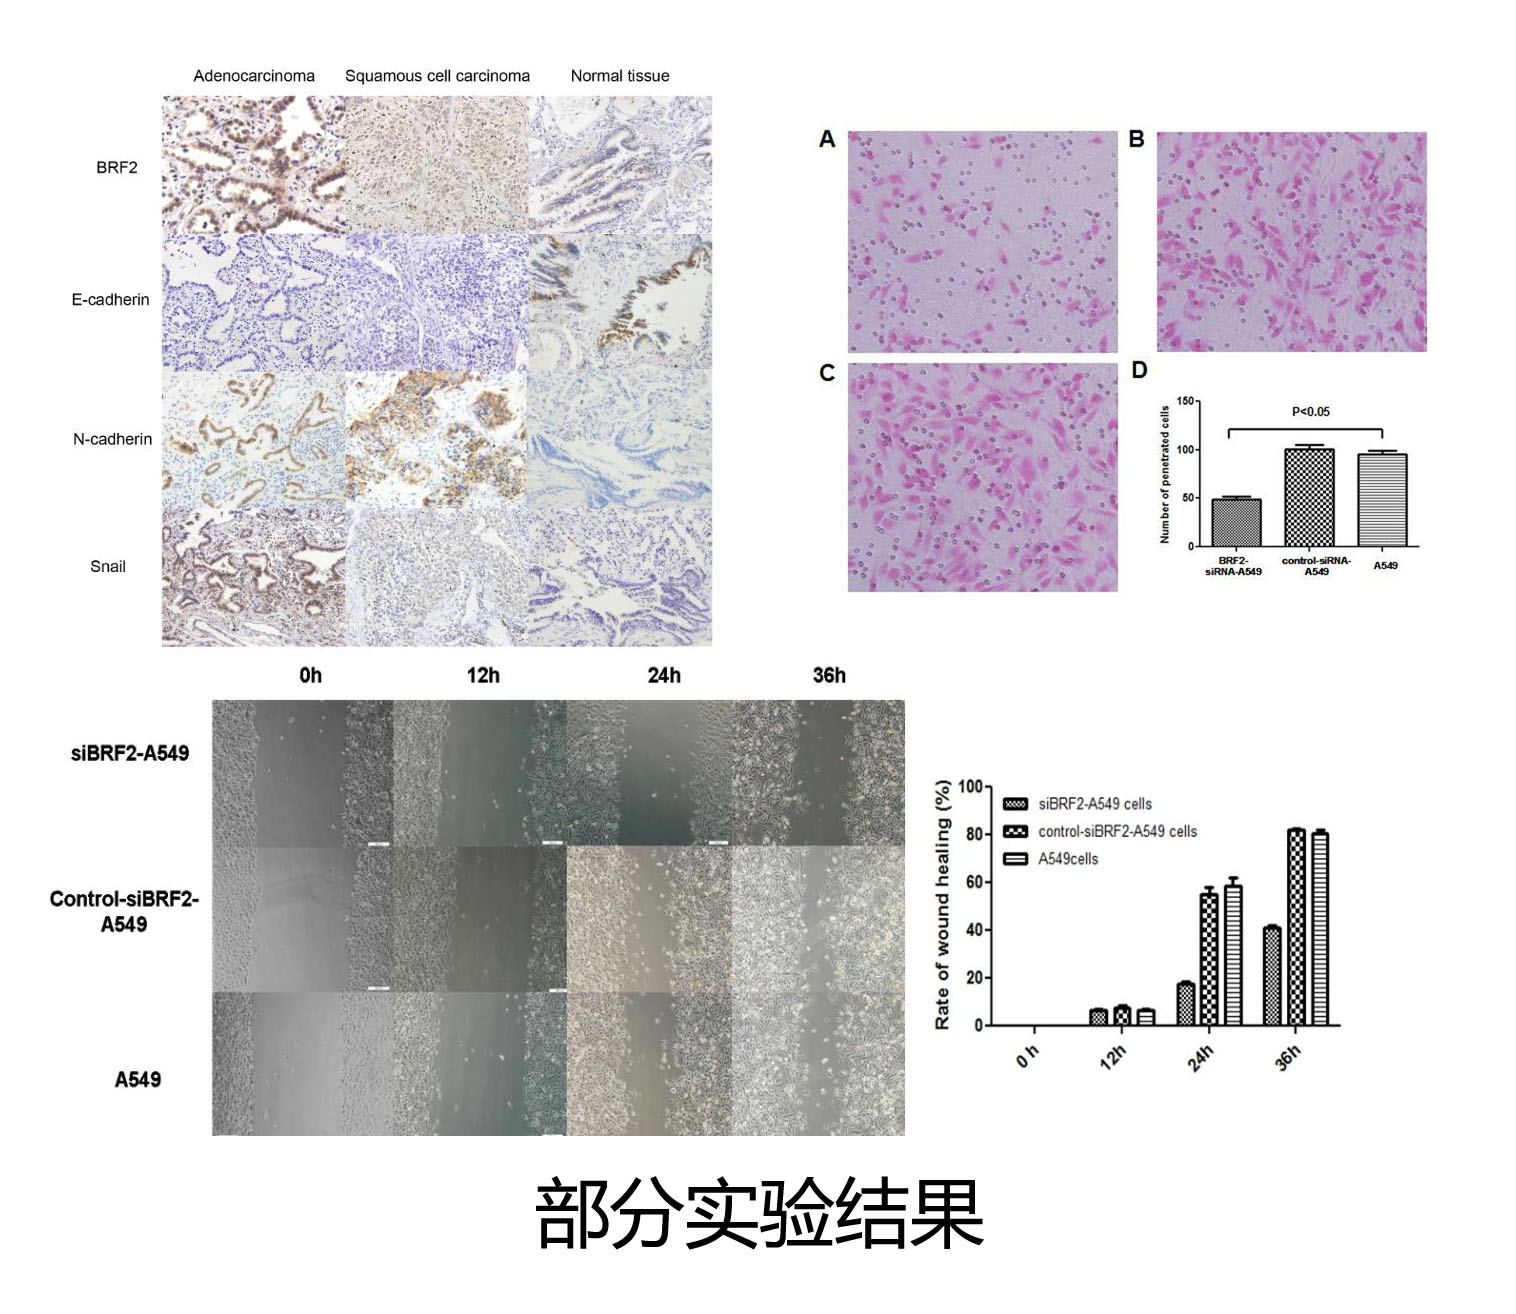 Adenocarcinoma Squamous cell carcinoma Normal tissue
BRF2
E-cadherin
N-cadherin
Snail
A
B
C
D
Number of penetrated cells
150
100
50
0
P<0.05
BRF2-
siRNA-A549
control-siRNA-
A549
A549
0h 12h 24h 36h
siBRF2-A549
Control-siBRF2-
A549
A549
Rate of wound healing (%)
100
80
60
40
20
0
siBRF2-A549 cells
control-siBRF2-A549 cells
A549cells
0 h 12h 24h 36h
部分实验结果